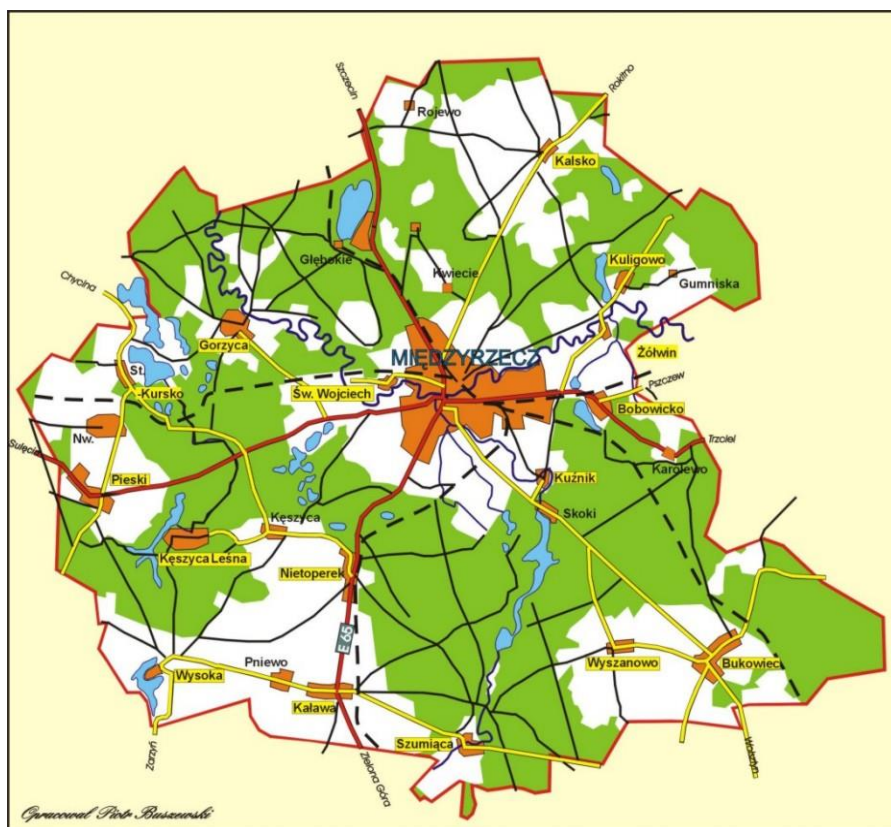 Szczecin
Rokitno
Rojewo
Kalsko
Głębokie
Kwiecie
Kuligowo
Gumniska
Chycina
Gorzyca
MIĘDZYRZECZ
Żółwin
St.
Św. Wojciech
Pszczew
-Kursko
Bobowicko
Nw.
Trzciel
Karolewo
Pieski
Kuźnik
Kęszyca
Skoki
Kęszyca Leśna
Nietoperek
E 65
Wyszanowo
Bukowiec
Pniewo
Wysoka
Kaława
Szumiąca
Zarzyń
Zielona Góra
Opracował Piotr Buszewski